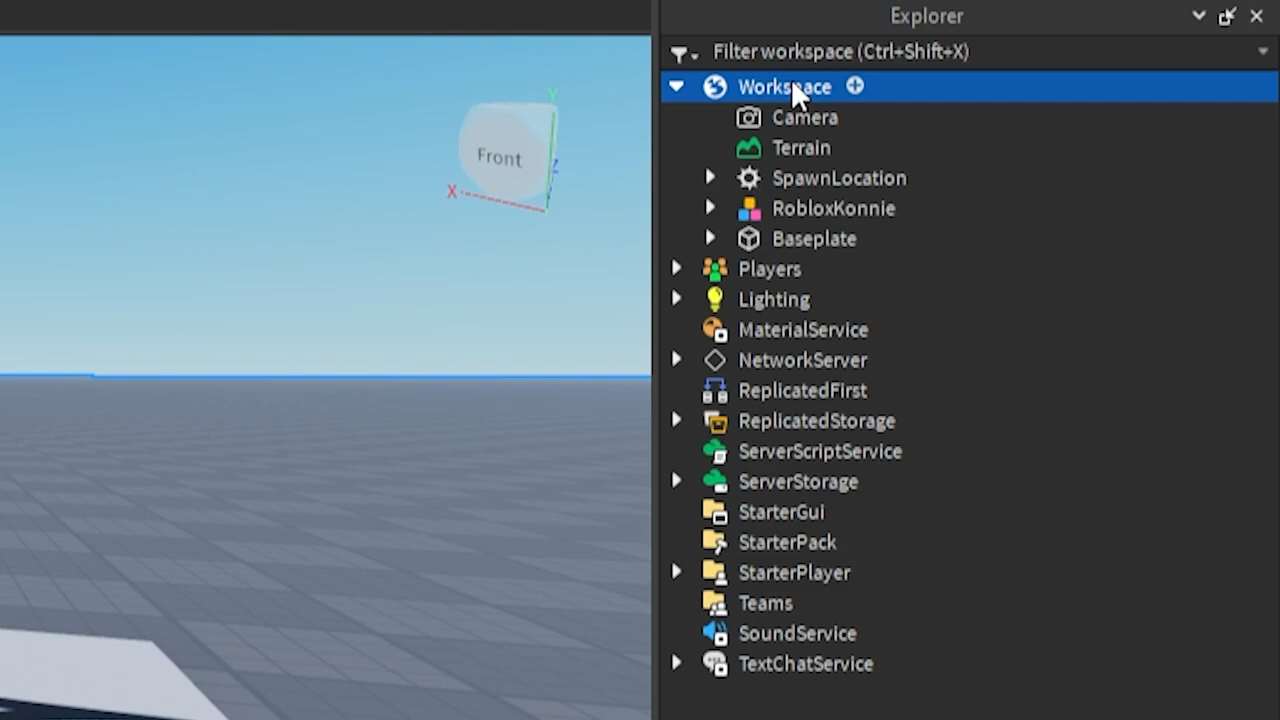 Explorer
Filter workspace (Ctrl+Shift+X)
Workspace
Camera
Terrain
SpawnLocation
RobloxKonnie
Baseplate
Players
Lighting
MaterialService
NetworkServer
ReplicatedFirst
ReplicatedStorage
ServerScriptService
ServerStorage
StarterGui
StarterPack
StarterPlayer
Teams
SoundService
TextChatService
Y
Front
Z
X